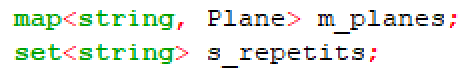 map<string, Plane> m_planes;
set<string> s_repetits;